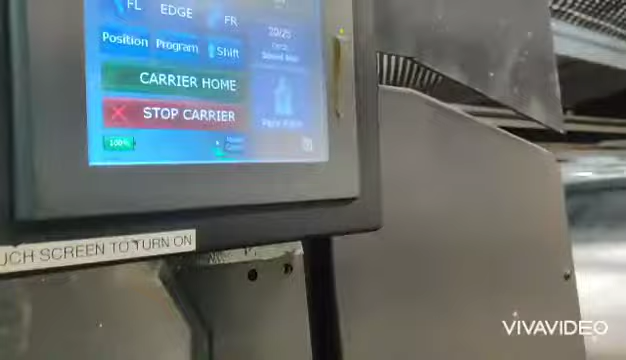 FL EDGE FR
Position Program Shift
20/25
CARRIER HOME
STOP CARRIER
100%
UCH SCREEN TO TURN ON
VIVAVIDEO